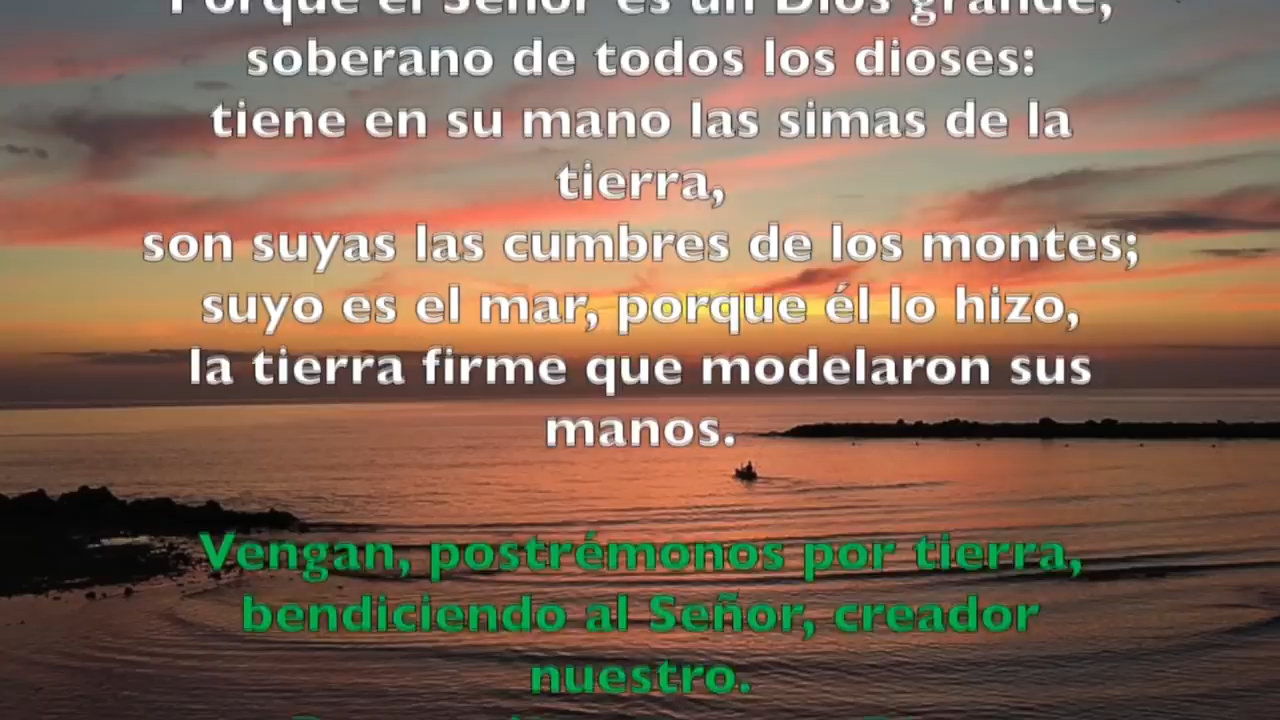 Porque el Señor es un Dios grande,
soberano de todos los dioses:
tiene en su mano las simas de la
tierra,
son suyas las cumbres de los montes;
suyo es el mar, porque él lo hizo,
la tierra firme que modelaron sus
manos.
Vengan, postrémonos por tierra,
bendiciendo al Señor, creador
nuestro.